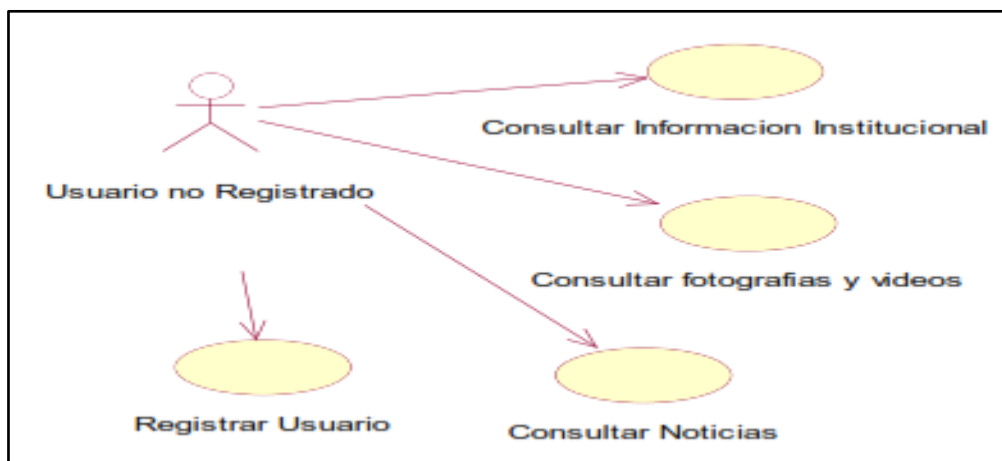 Consultar Informacion Institucional
Usuario no Registrado
Consultar fotografias y videos
Registrar Usuario
Consultar Noticias